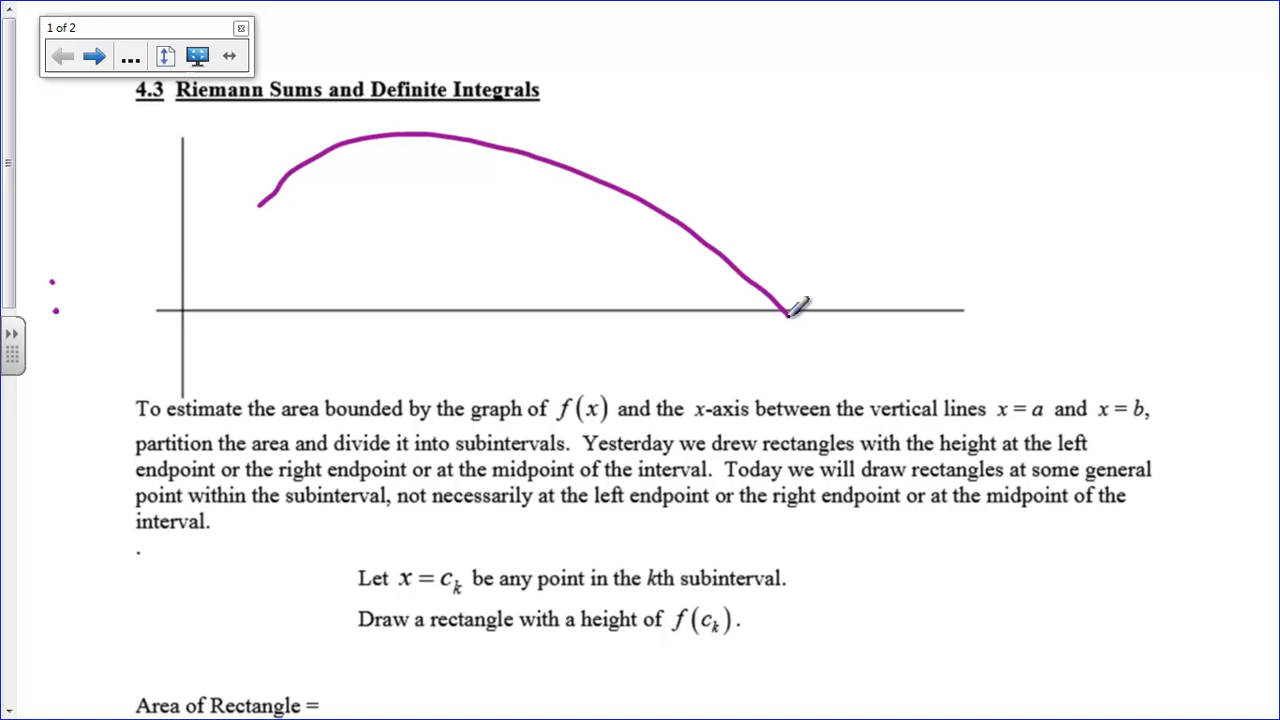 1 of 2
4.3 Riemann Sums and Definite Integrals
To estimate the area bounded by the graph of f(x) and the x-axis between the vertical lines x = a and x = b,
partition the area and divide it into subintervals. Yesterday we drew rectangles with the height at the left
endpoint or the right endpoint or at the midpoint of the interval. Today we will draw rectangles at some general
point within the subinterval, not necessarily at the left endpoint or the right endpoint or at the midpoint of the
interval.
.
Let x = cₖ be any point in the kth subinterval.
Draw a rectangle with a height of f(cₖ).
Area of Rectangle =